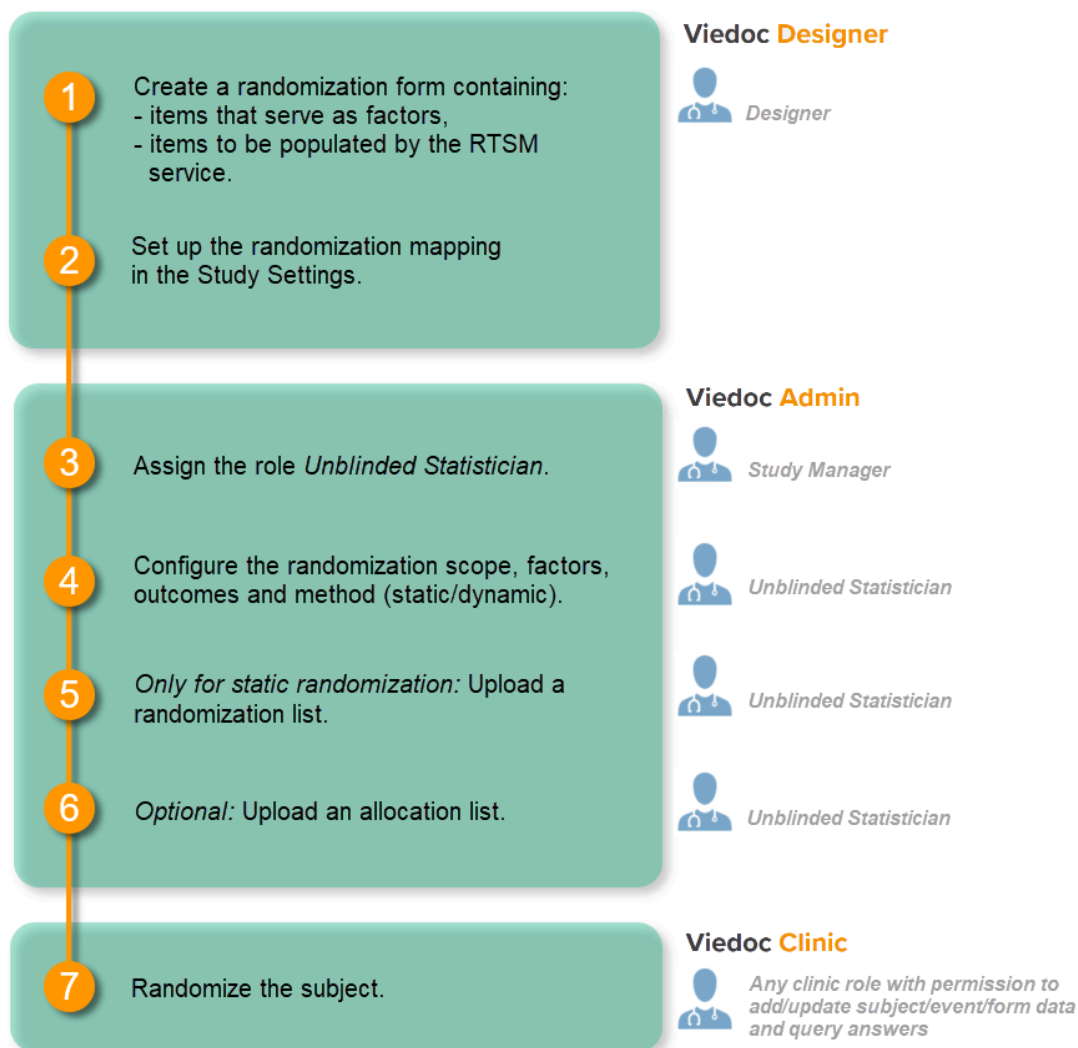 Viedoc Designer
1
Create a randomization form containing:
- items that serve as factors,
- items to be populated by the RTSM
service.
Designer
2
Set up the randomization mapping
in the Study Settings.
Viedoc Admin
3
Assign the role Unblinded Statistician.
Study Manager
4
Configure the randomization scope, factors,
outcomes and method (static/dynamic).
Unblinded Statistician
5
Only for static randomization: Upload a
randomization list.
Unblinded Statistician
6
Optional: Upload an allocation list.
Unblinded Statistician
Viedoc Clinic
7
Randomize the subject.
Any clinic role with permission to
add/update subject/event/form data
and query answers